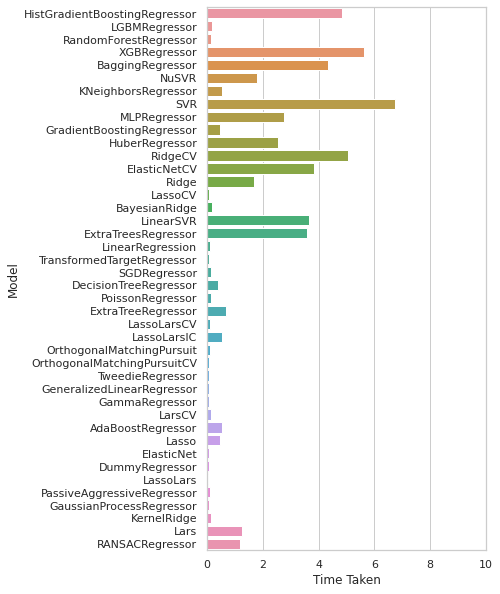 HistGradientBoostingRegressor
LGBMRegressor
RandomForestRegressor
XGBRegressor
BaggingRegressor
NuSVR
KNeighborsRegressor
SVR
MLPRegressor
GradientBoostingRegressor
HuberRegressor
RidgeCV
ElasticNetCV
Ridge
LassoCV
BayesianRidge
LinearSVR
ExtraTreesRegressor
LinearRegression
TransformedTargetRegressor
SGDRegressor
DecisionTreeRegressor
PoissonRegressor
ExtraTreeRegressor
LassoLarsCV
LassoLarsIC
OrthogonalMatchingPursuit
OrthogonalMatchingPursuitCV
TweedieRegressor
GeneralizedLinearRegressor
GammaRegressor
LarsCV
AdaBoostRegressor
Lasso
ElasticNet
DummyRegressor
LassoLars
PassiveAggressiveRegressor
GaussianProcessRegressor
KernelRidge
Lars
RANSACRegressor
Model
0 2 4 6 8 10
Time Taken